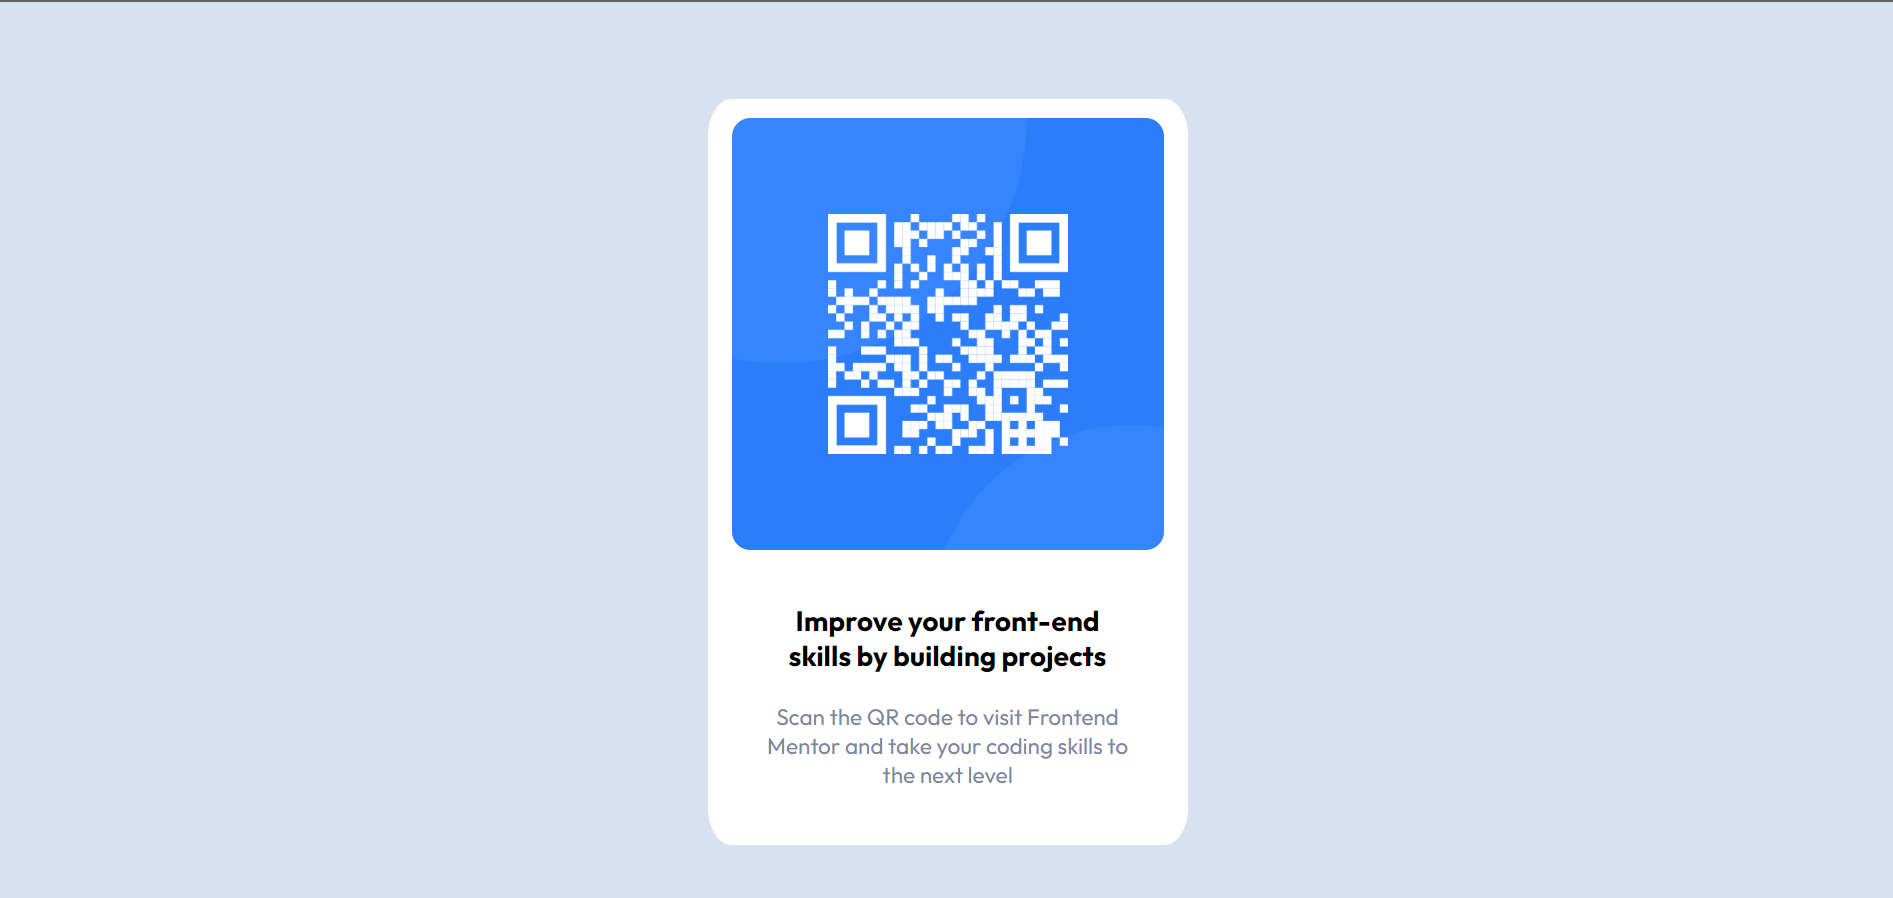 Improve your front-end
skills by building projects
Scan the QR code to visit Frontend
Mentor and take your coding skills to
the next level